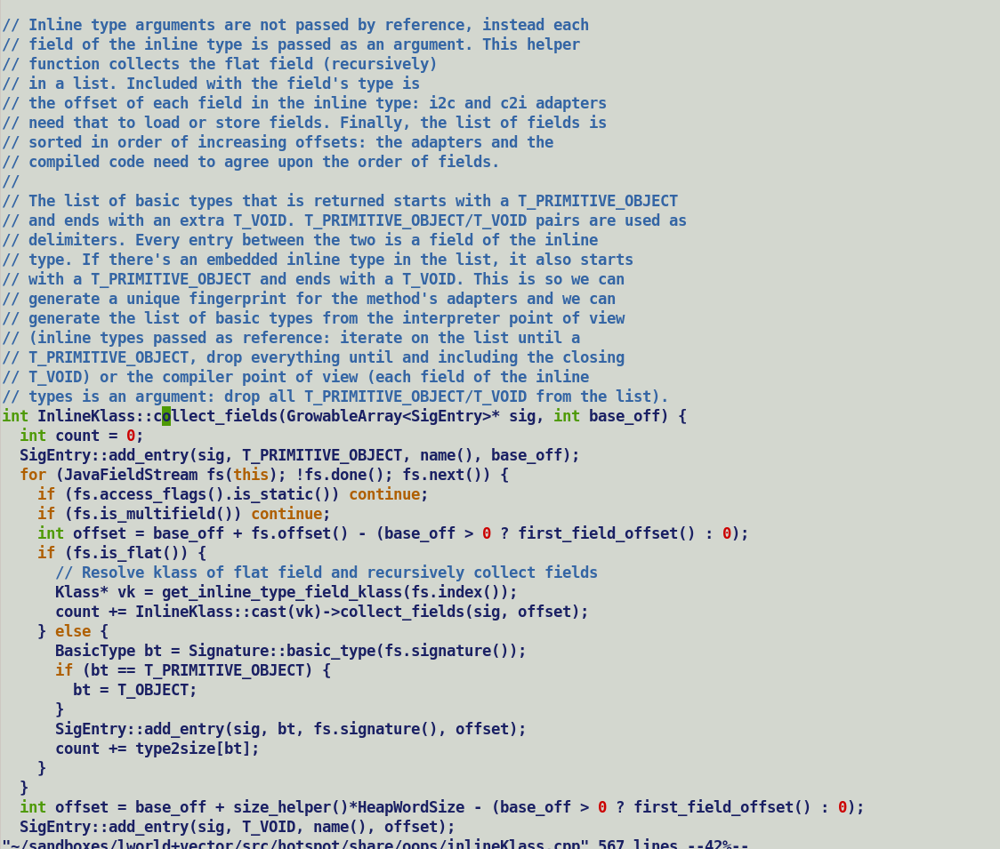 // Inline type arguments are not passed by reference, instead each
// field of the inline type is passed as an argument. This helper
// function collects the flat field (recursively)
// in a list. Included with the field's type is
// the offset of each field in the inline type: i2c and c2i adapters
// need that to load or store fields. Finally, the list of fields is
// sorted in order of increasing offsets: the adapters and the
// compiled code need to agree upon the order of fields.
//
// The list of basic types that is returned starts with a T_PRIMITIVE_OBJECT
// and ends with an extra T_VOID. T_PRIMITIVE_OBJECT/T_VOID pairs are used as
// delimiters. Every entry between the two is a field of the inline
// type. If there's an embedded inline type in the list, it also starts
// with a T_PRIMITIVE_OBJECT and ends with a T_VOID. This is so we can
// generate a unique fingerprint for the method's adapters and we can
// generate the list of basic types from the interpreter point of view
// (inline types passed as reference: iterate on the list until a
// T_PRIMITIVE_OBJECT, drop everything until and including the closing
// T_VOID) or the compiler point of view (each field of the inline
// types is an argument: drop all T_PRIMITIVE_OBJECT/T_VOID from the list).
int InlineKlass::collect_fields(GrowableArray<SigEntry>* sig, int base_off) {
  int count = 0;
  SigEntry::add_entry(sig, T_PRIMITIVE_OBJECT, name(), base_off);
  for (JavaFieldStream fs(this); !fs.done(); fs.next()) {
    if (fs.access_flags().is_static()) continue;
    if (fs.is_multifield()) continue;
    int offset = base_off + fs.offset() - (base_off > 0 ? first_field_offset() : 0);
    if (fs.is_flat()) {
      // Resolve klass of flat field and recursively collect fields
      Klass* vk = get_inline_type_field_klass(fs.index());
      count += InlineKlass::cast(vk)->collect_fields(sig, offset);
    } else {
      BasicType bt = Signature::basic_type(fs.signature());
      if (bt == T_PRIMITIVE_OBJECT) {
        bt = T_OBJECT;
      }
      SigEntry::add_entry(sig, bt, fs.signature(), offset);
      count += type2size[bt];
    }
  }
  int offset = base_off + size_helper()*HeapWordSize - (base_off > 0 ? first_field_offset() : 0);
  SigEntry::add_entry(sig, T_VOID, name(), offset);
"~/sandboxes/lworld+vector/src/hotspot/share/oops/inlineKlass.cpp" 567 lines --42%--